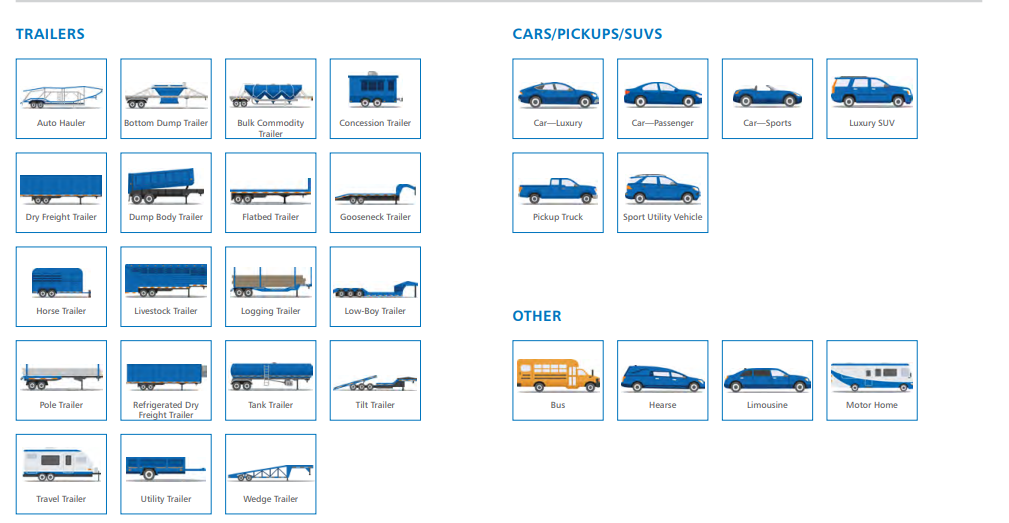 TRAILERS
Auto Hauler
Bottom Dump Trailer
Bulk Commodity
Trailer
Concession Trailer
Dry Freight Trailer
Dump Body Trailer
Flatbed Trailer
Gooseneck Trailer
Horse Trailer
Livestock Trailer
Logging Trailer
Low-Boy Trailer
Pole Trailer
Refrigerated Dry
Freight Trailer
Tank Trailer
Tilt Trailer
Travel Trailer
Utility Trailer
Wedge Trailer
CARS/PICKUPS/SUVS
Car—Luxury
Car—Passenger
Car—Sports
Luxury SUV
Pickup Truck
Sport Utility Vehicle
OTHER
Bus
Hearse
Limousine
Motor Home